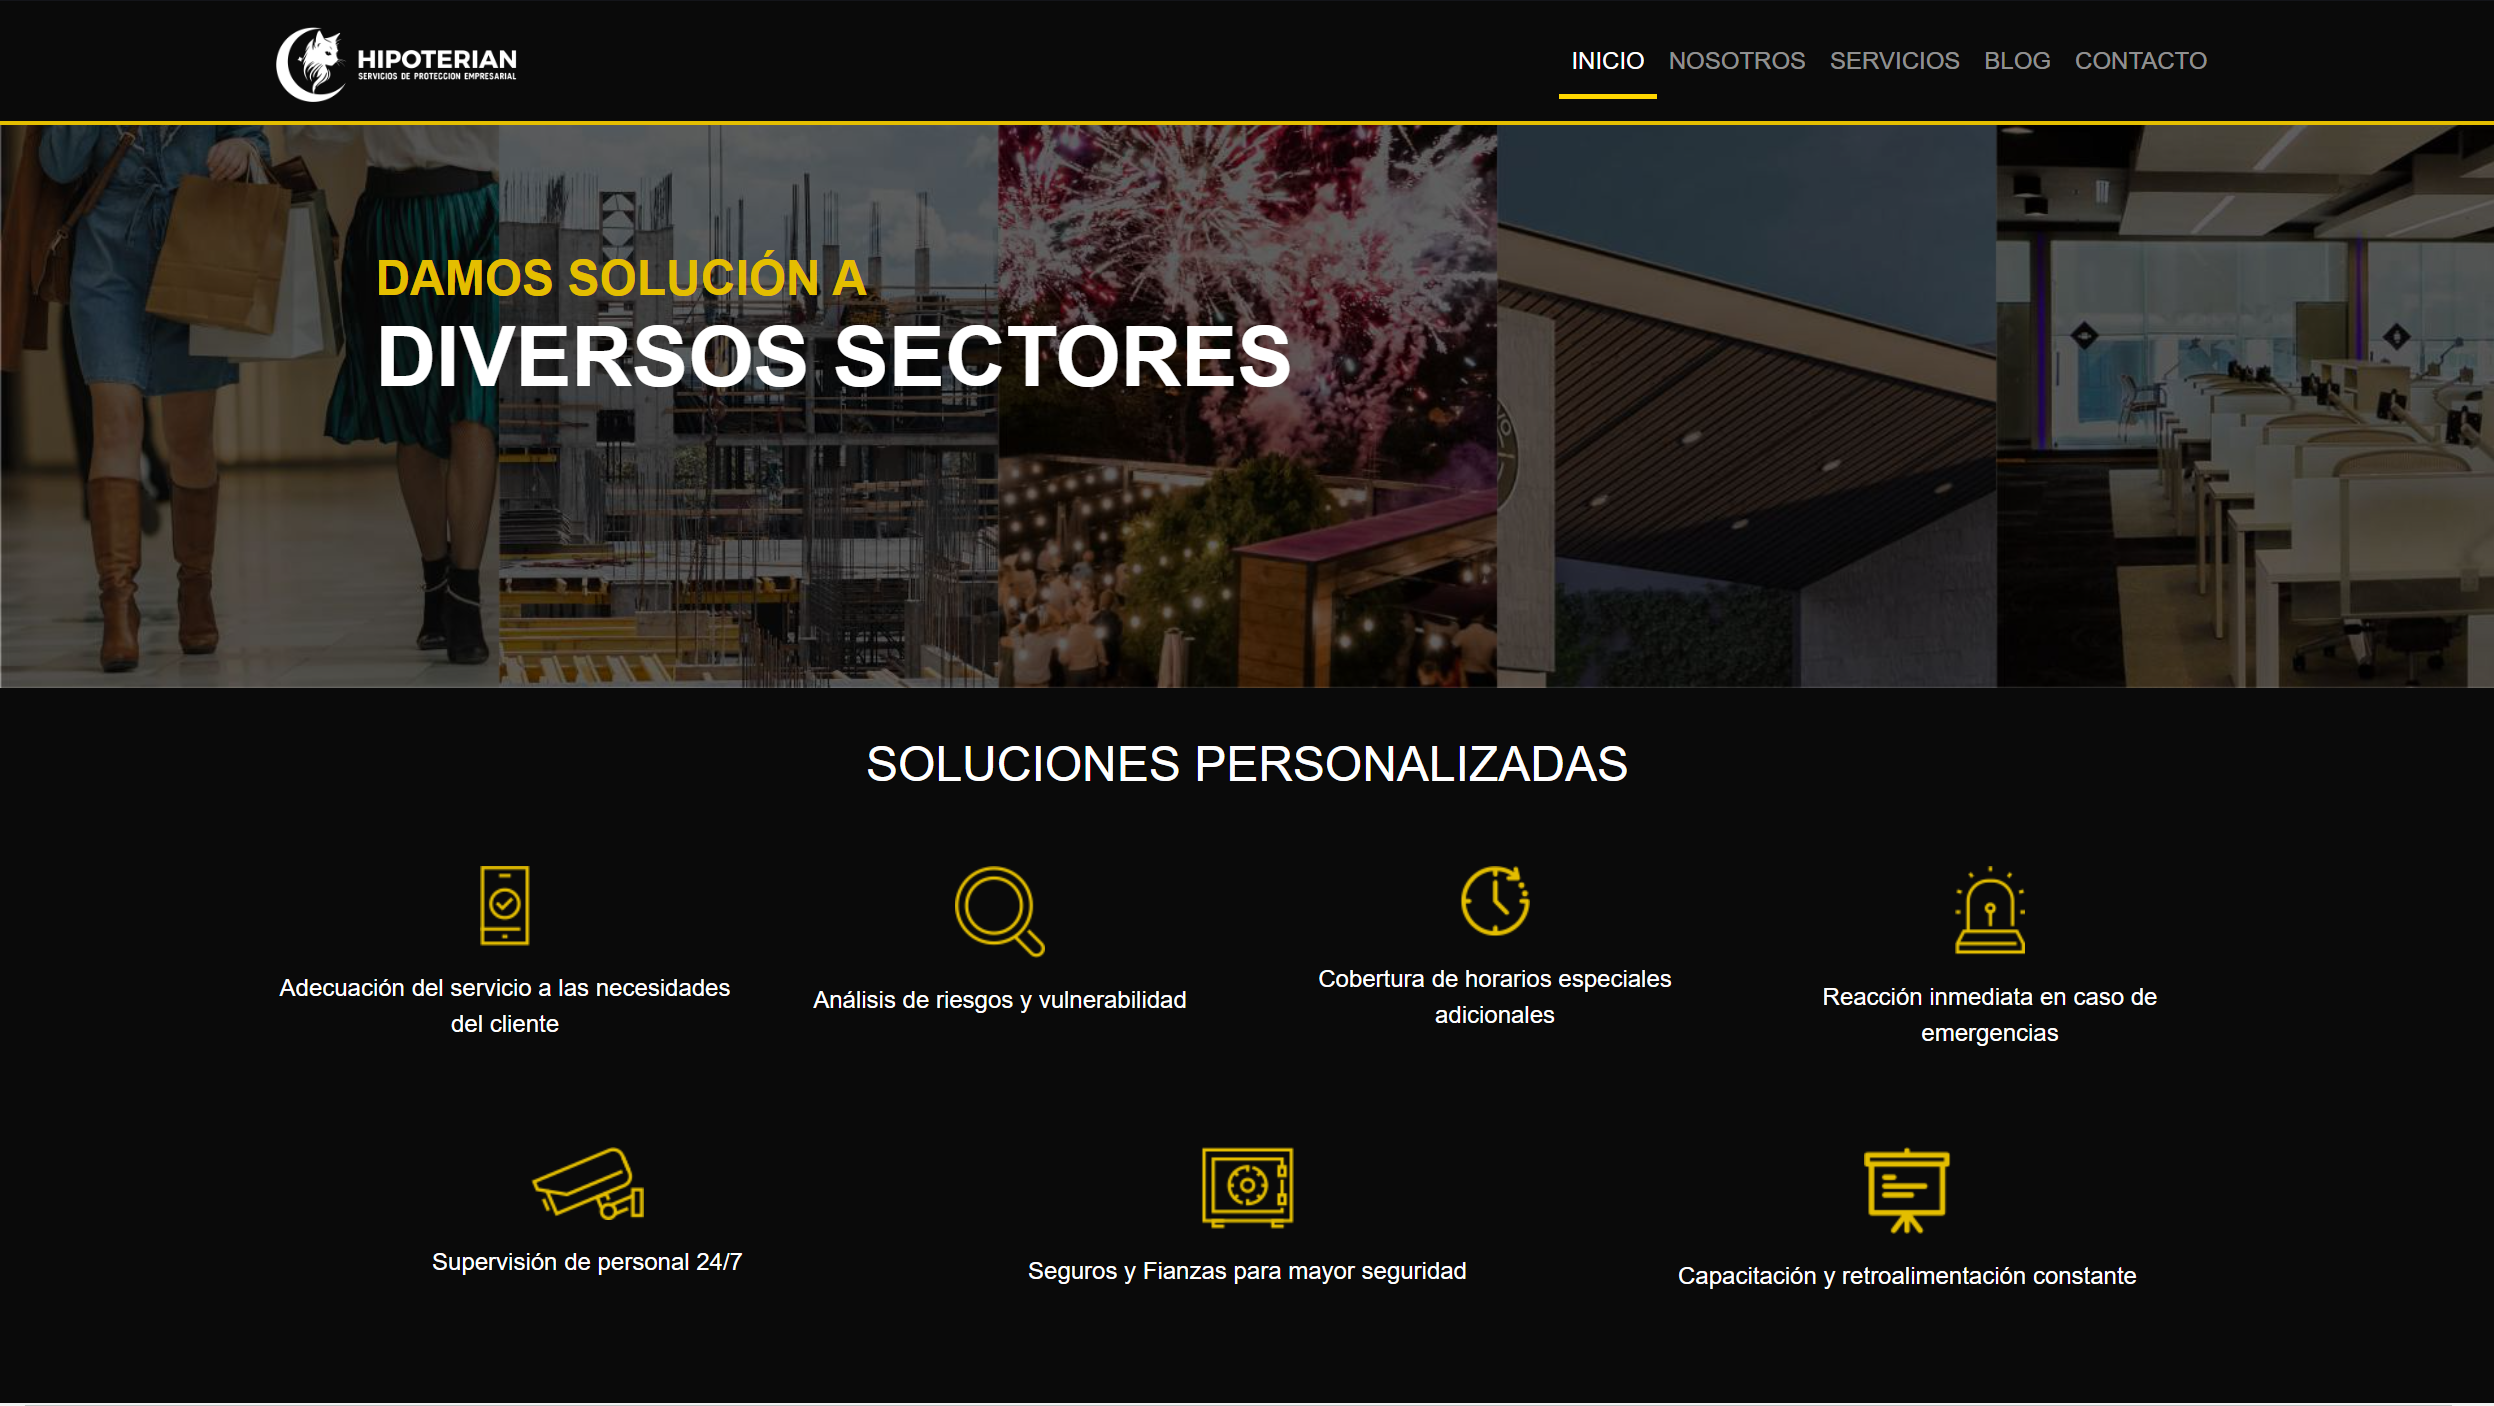 HIPOTERIAN
SERVICIOS DE PROTECCION EMPRESARIAL
INICIO NOSOTROS SERVICIOS BLOG CONTACTO
DAMOS SOLUCIÓN A
DIVERSOS SECTORES
SOLUCIONES PERSONALIZADAS
Adecuación del servicio a las necesidades
del cliente
Análisis de riesgos y vulnerabilidad
Cobertura de horarios especiales
adicionales
Reacción inmediata en caso de
emergencias
Supervisión de personal 24/7
Seguros y Fianzas para mayor seguridad
Capacitación y retroalimentación constante